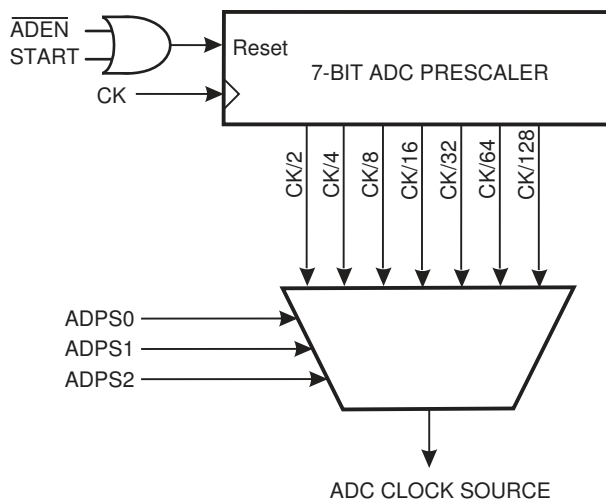 A̅D̅E̅N̅
START
Reset
7-BIT ADC PRESCALER
CK
CK/2
CK/4
CK/8
CK/16
CK/32
CK/64
CK/128
ADPS0
ADPS1
ADPS2
ADC CLOCK SOURCE